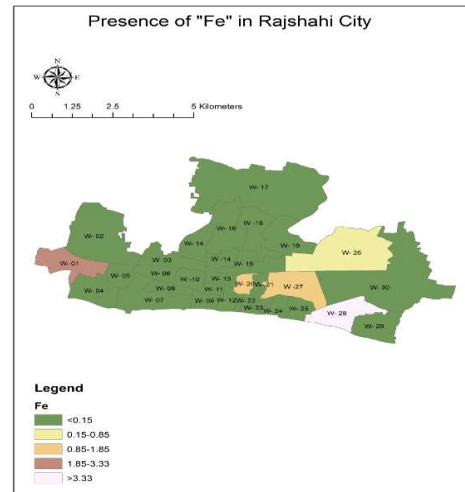 Presence of "Fe" in Rajshahi City
N
W E
S
0 1.25 2.5 5 Kilometers
W- 17
W- 02
W- 16
W- 18
W- 14
W- 19
W- 26
W- 01
W- 03
W- 14
W- 15
W- 05
W- 06
W- 10
W- 13
W- 20
W- 21
W- 27
W- 30
W- 04
W- 08
W- 11
W- 07
W- 09
W- 12
W- 22
W- 23
W- 24
W- 25
W- 28
W- 29
Legend
Fe
<0.15
0.15-0.85
0.85-1.85
1.85-3.33
>3.33